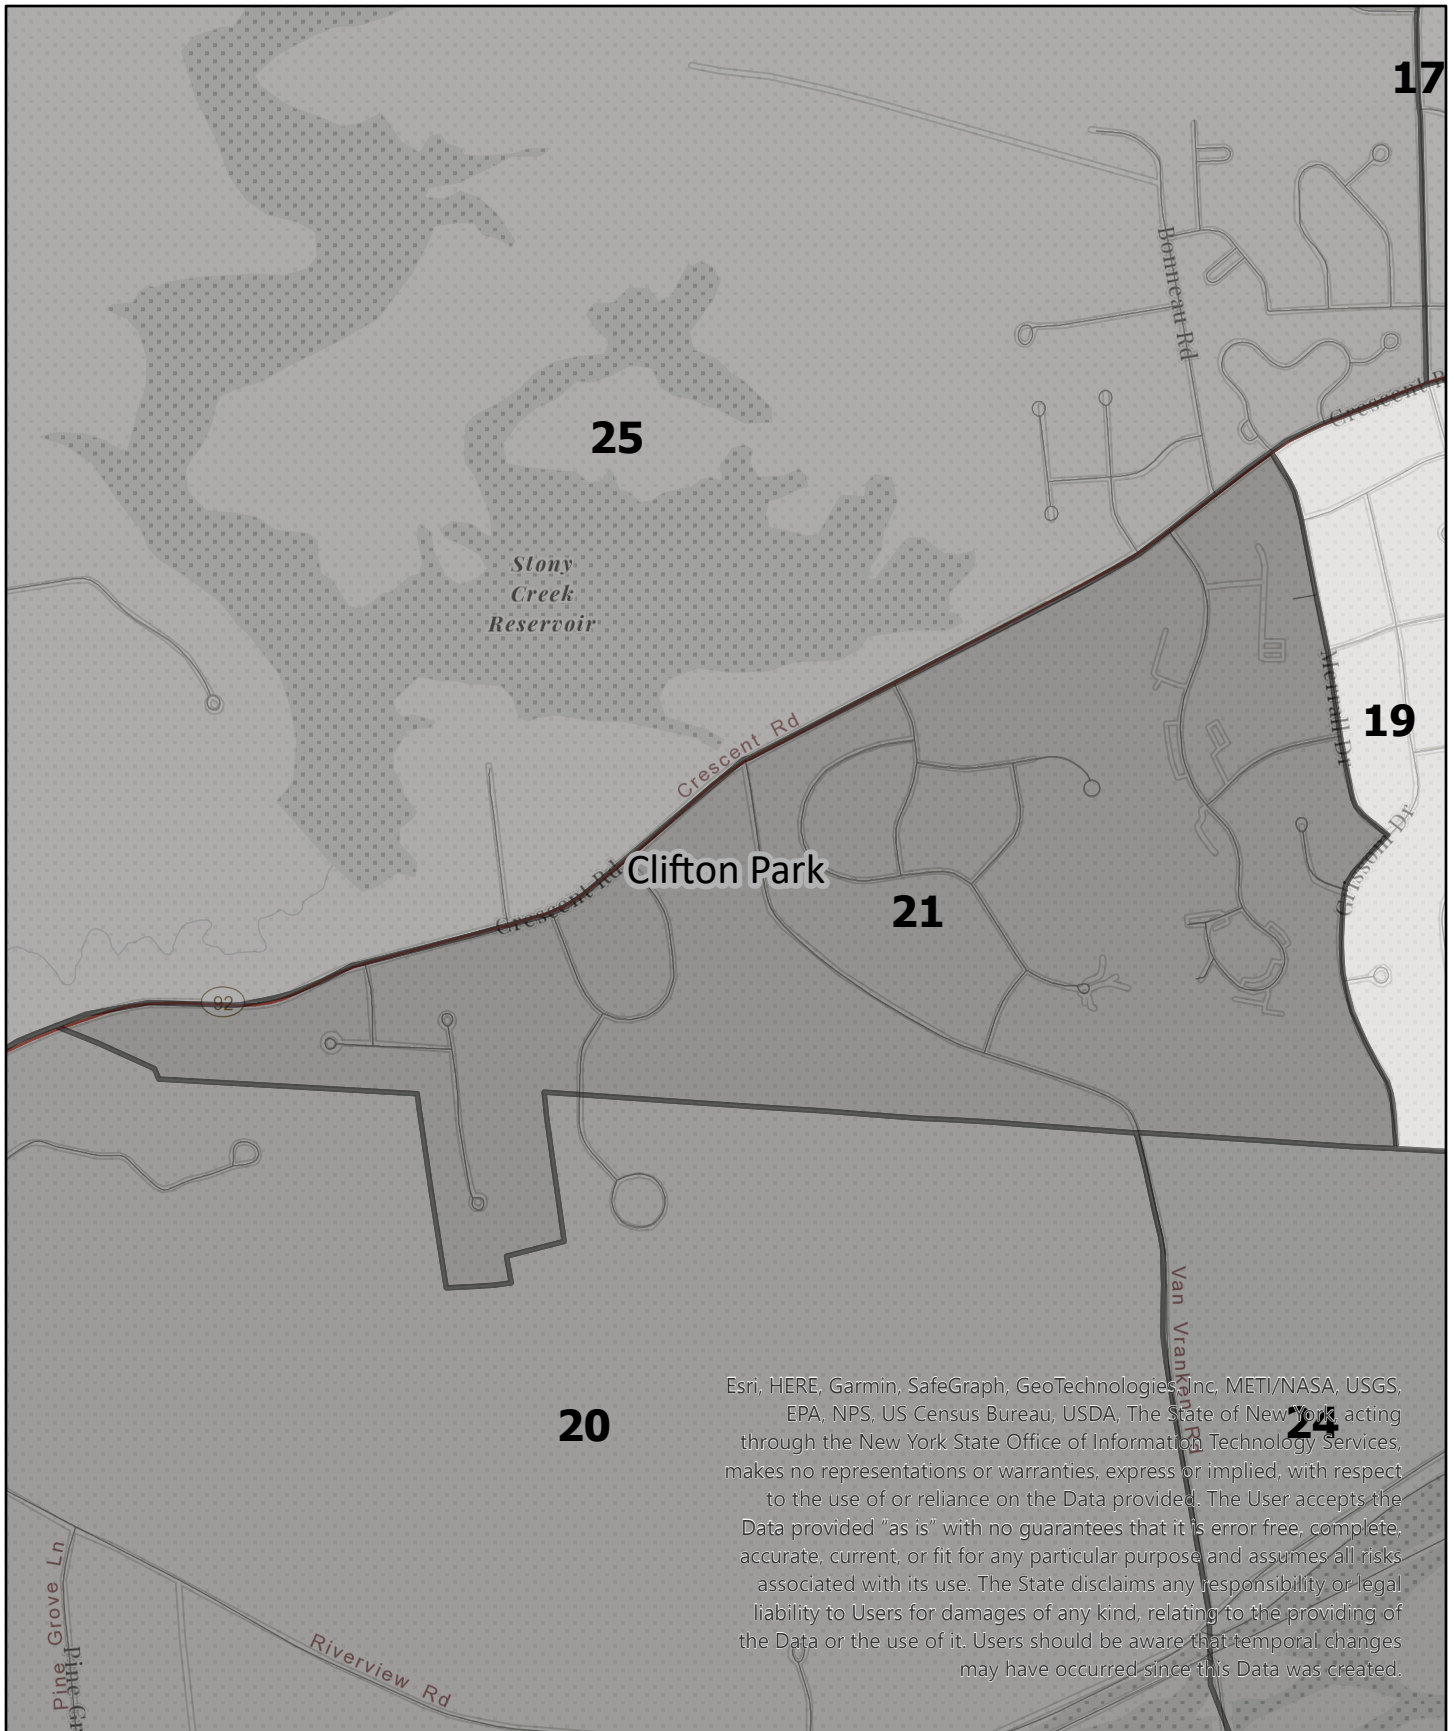 17
Bonneau Rd
Crescent R
25
Stony
Creek
Reservoir
Merrall Dr
19
Crescent Rd
Grissom Dr
Clifton Park
Crescent Rd
21
92
Van Vranken Rd
20
24
Esri, HERE, Garmin, SafeGraph, GeoTechnologies, Inc, METI/NASA, USGS,
EPA, NPS, US Census Bureau, USDA, The State of New York, acting
through the New York State Office of Information Technology Services,
makes no representations or warranties, express or implied, with respect
to the use of or reliance on the Data provided. The User accepts the
Data provided "as is" with no guarantees that it is error free, complete,
accurate, current, or fit for any particular purpose and assumes all risks
associated with its use. The State disclaims any responsibility or legal
liability to Users for damages of any kind, relating to the providing of
the Data or the use of it. Users should be aware that temporal changes
may have occurred since this Data was created.
Pine Grove Ln
Pine Gr
Riverview Rd